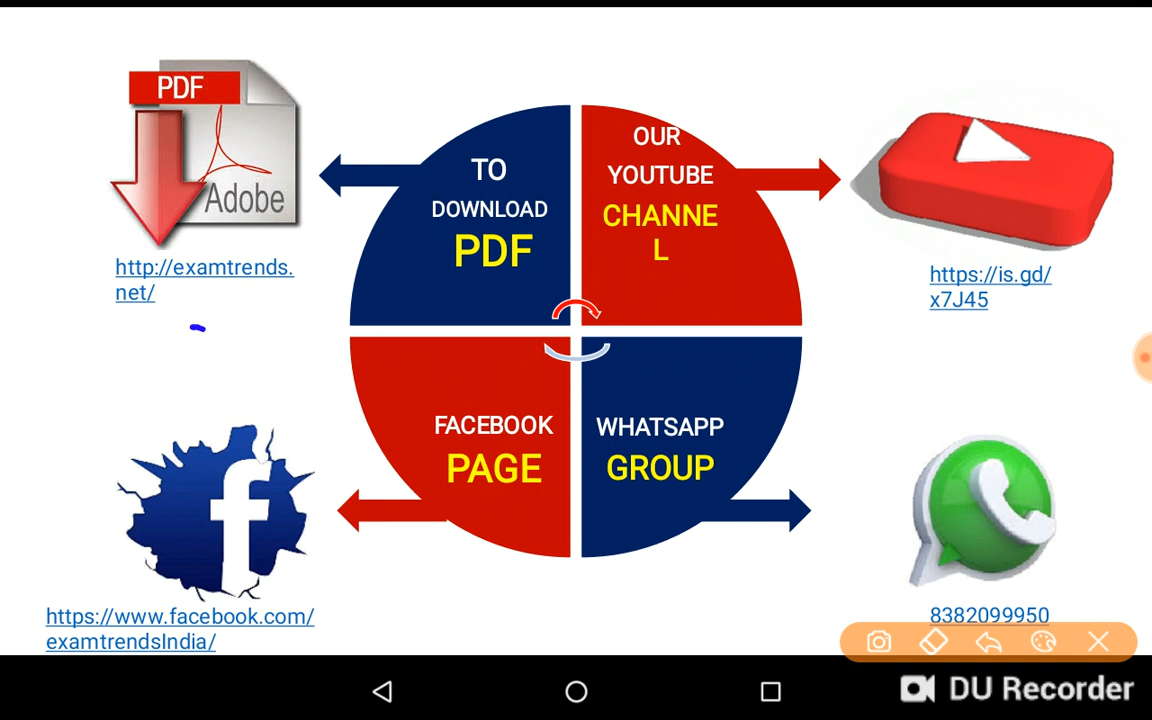 PDF
Adobe
http://examtrends.
net/
TO
DOWNLOAD
PDF
OUR
YOUTUBE
CHANNE
L
https://is.gd/
x7J45
FACEBOOK
PAGE
WHATSAPP
GROUP
https://www.facebook.com/
examtrendsIndia/
8382099950
DU Recorder